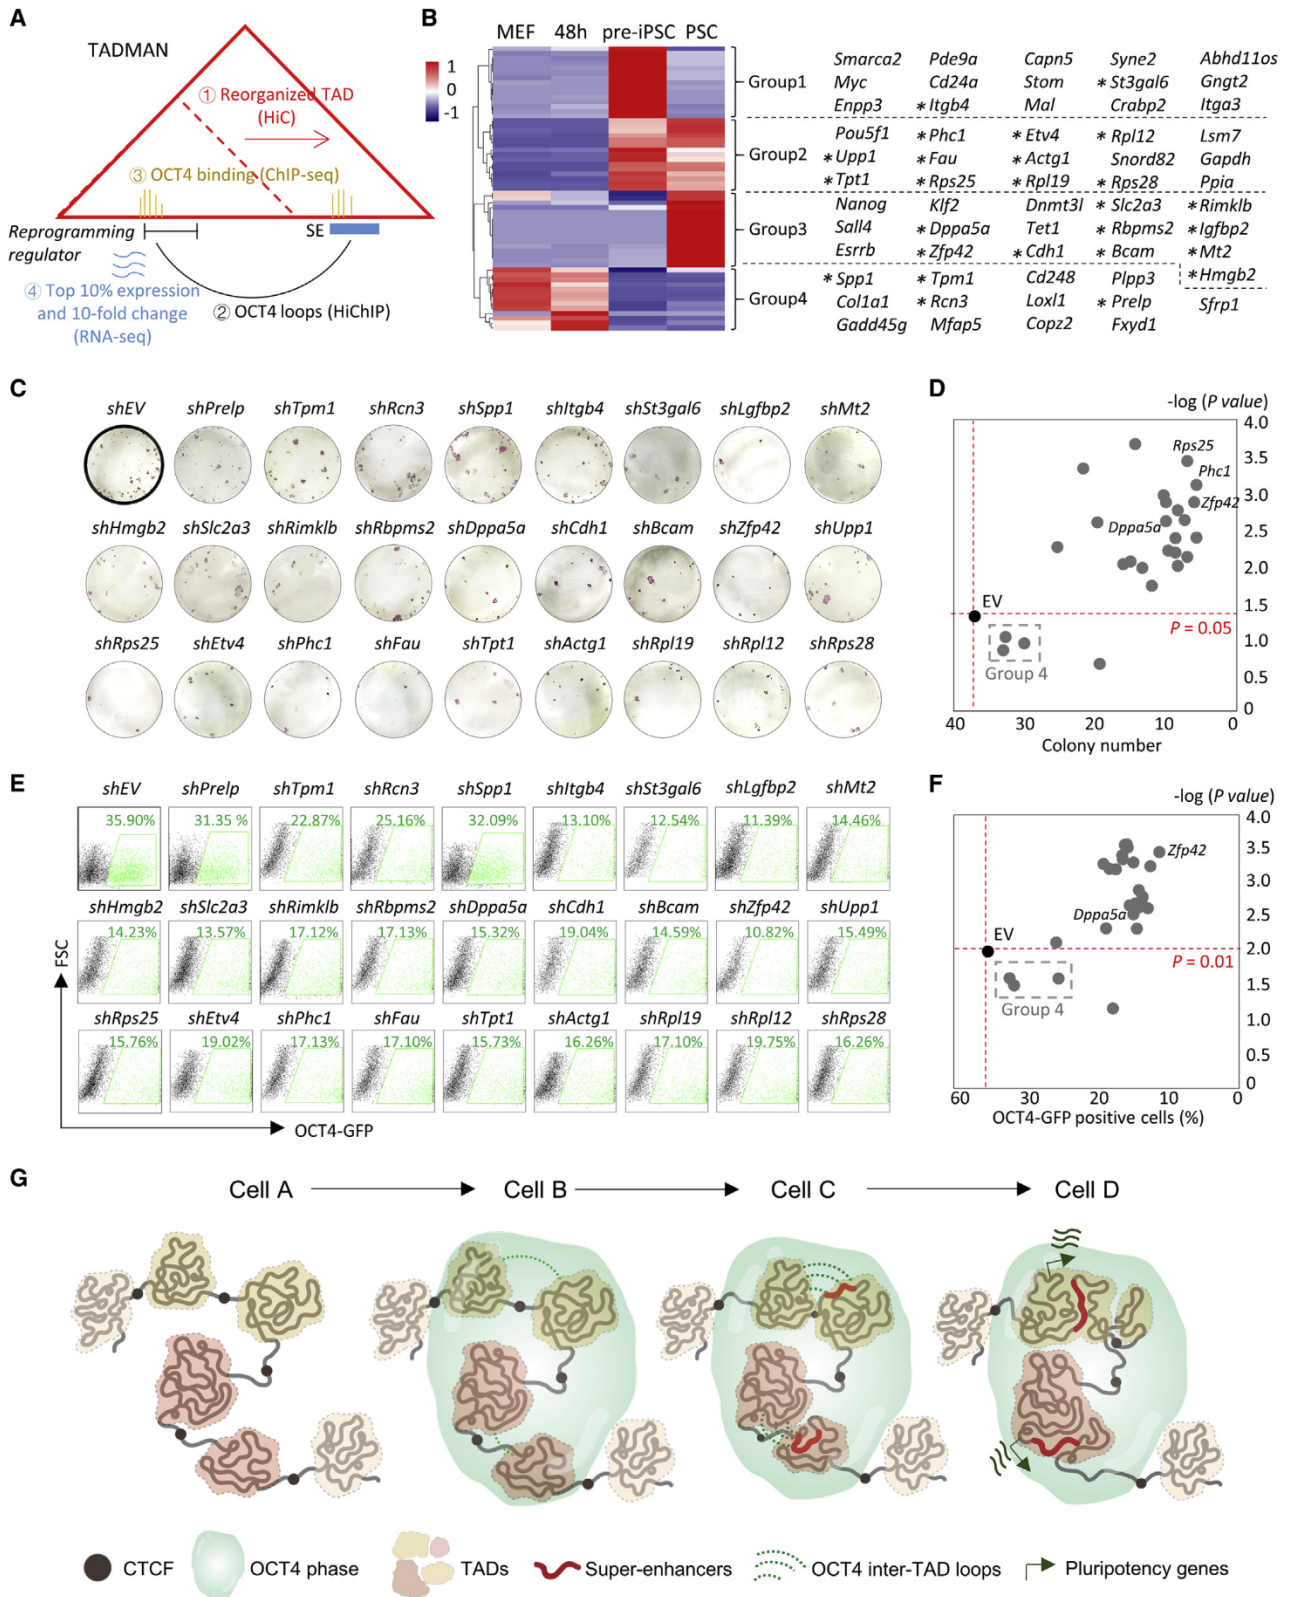 A
TADMAN
① Reorganized TAD
(HiC)
③ OCT4 binding (ChIP-seq)
Reprogramming
regulator
SE
④ Top 10% expression
and 10-fold change
(RNA-seq)
② OCT4 loops (HiChIP)
B
MEF 48h pre-iPSC PSC
1
0
-1
Group1
Group2
Group3
Group4
Smarca2 Pde9a Capn5 Syne2 Abhd11os
Myc Cd24a Stom * St3gal6 Gngt2
Enpp3 * Itgb4 Mal Crabp2 Itga3
Pou5f1 * Phc1 * Etv4 * Rpl12 Lsm7
* Upp1 * Fau * Actg1 Snord82 Gapdh
* Tpt1 * Rps25 * Rpl19 * Rps28 Ppia
Nanog Klf2 Dnmt3l * Slc2a3 * Rimklb
Sall4 * Dppa5a Tet1 * Rbpms2 * Igfbp2
Esrrb * Zfp42 * Cdh1 * Bcam * Mt2
* Hmgb2
* Spp1 * Tpm1 Cd248 Plpp3
Col1a1 * Rcn3 Loxl1 * Prelp Sfrp1
Gadd45g Mfap5 Copz2 Fxyd1
C
shEV shPrelp shTpm1 shRcn3 shSpp1 shItgb4 shSt3gal6 shLgfbp2 shMt2
shHmgb2 shSlc2a3 shRimklb shRbpms2 shDppa5a shCdh1 shBcam shZfp42 shUpp1
shRps25 shEtv4 shPhc1 shFau shTpt1 shActg1 shRpl19 shRpl12 shRps28
D
-log (P value)
4.0
3.5
3.0
2.5
2.0
1.5
1.0
0.5
0
Rps25
Phc1
Zfp42
Dppa5a
EV
P = 0.05
Group 4
40 30 20 10 0
Colony number
E
shEV shPrelp shTpm1 shRcn3 shSpp1 shItgb4 shSt3gal6 shLgfbp2 shMt2
35.90% 31.35 % 22.87% 25.16% 32.09% 13.10% 12.54% 11.39% 14.46%
shHmgb2 shSlc2a3 shRimklb shRbpms2 shDppa5a shCdh1 shBcam shZfp42 shUpp1
14.23% 13.57% 17.12% 17.13% 15.32% 19.04% 14.59% 10.82% 15.49%
shRps25 shEtv4 shPhc1 shFau shTpt1 shActg1 shRpl19 shRpl12 shRps28
15.76% 19.02% 17.13% 17.10% 15.73% 16.26% 17.10% 19.75% 16.26%
FSC
OCT4-GFP
F
-log (P value)
4.0
3.5
3.0
2.5
2.0
1.5
1.0
0.5
0
Zfp42
Dppa5a
EV
P = 0.01
Group 4
60 30 20 10 0
OCT4-GFP positive cells (%)
G
Cell A Cell B Cell C Cell D
CTCF OCT4 phase TADs Super-enhancers OCT4 inter-TAD loops Pluripotency genes